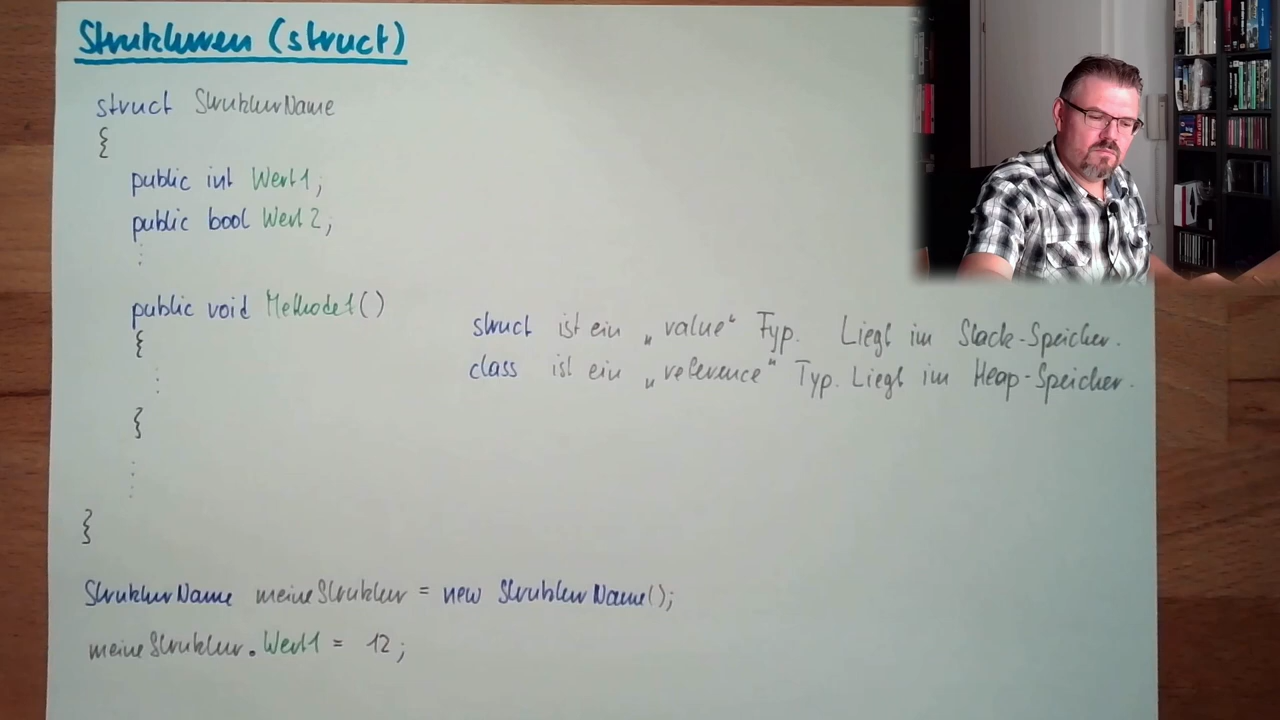 Strukturen (struct)
struct StrukturName
{
public int Wert1;
public bool Wert2;
⋮
public void Methode1()
{
⋮
}
⋮
}
struct ist ein „value“ Typ. Liegt im Stack-Speicher.
class ist ein „reference“ Typ. Liegt im Heap-Speicher.
StrukturName meineStruktur = new StrukturName();
meineStruktur.Wert1 = 12;